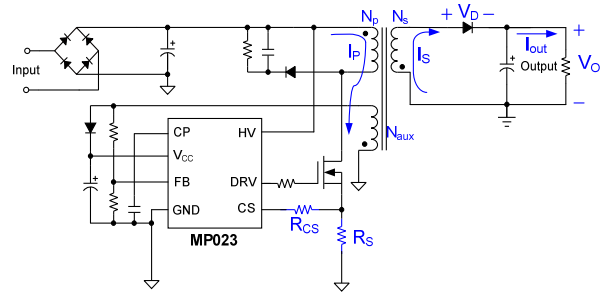 Np
Ns
+ VD −
IP
IS
Iout
+
Input
+
+
Output
VO
−
Naux
CP
HV
VCC
FB
DRV
GND
CS
+
RCS
RS
MP023